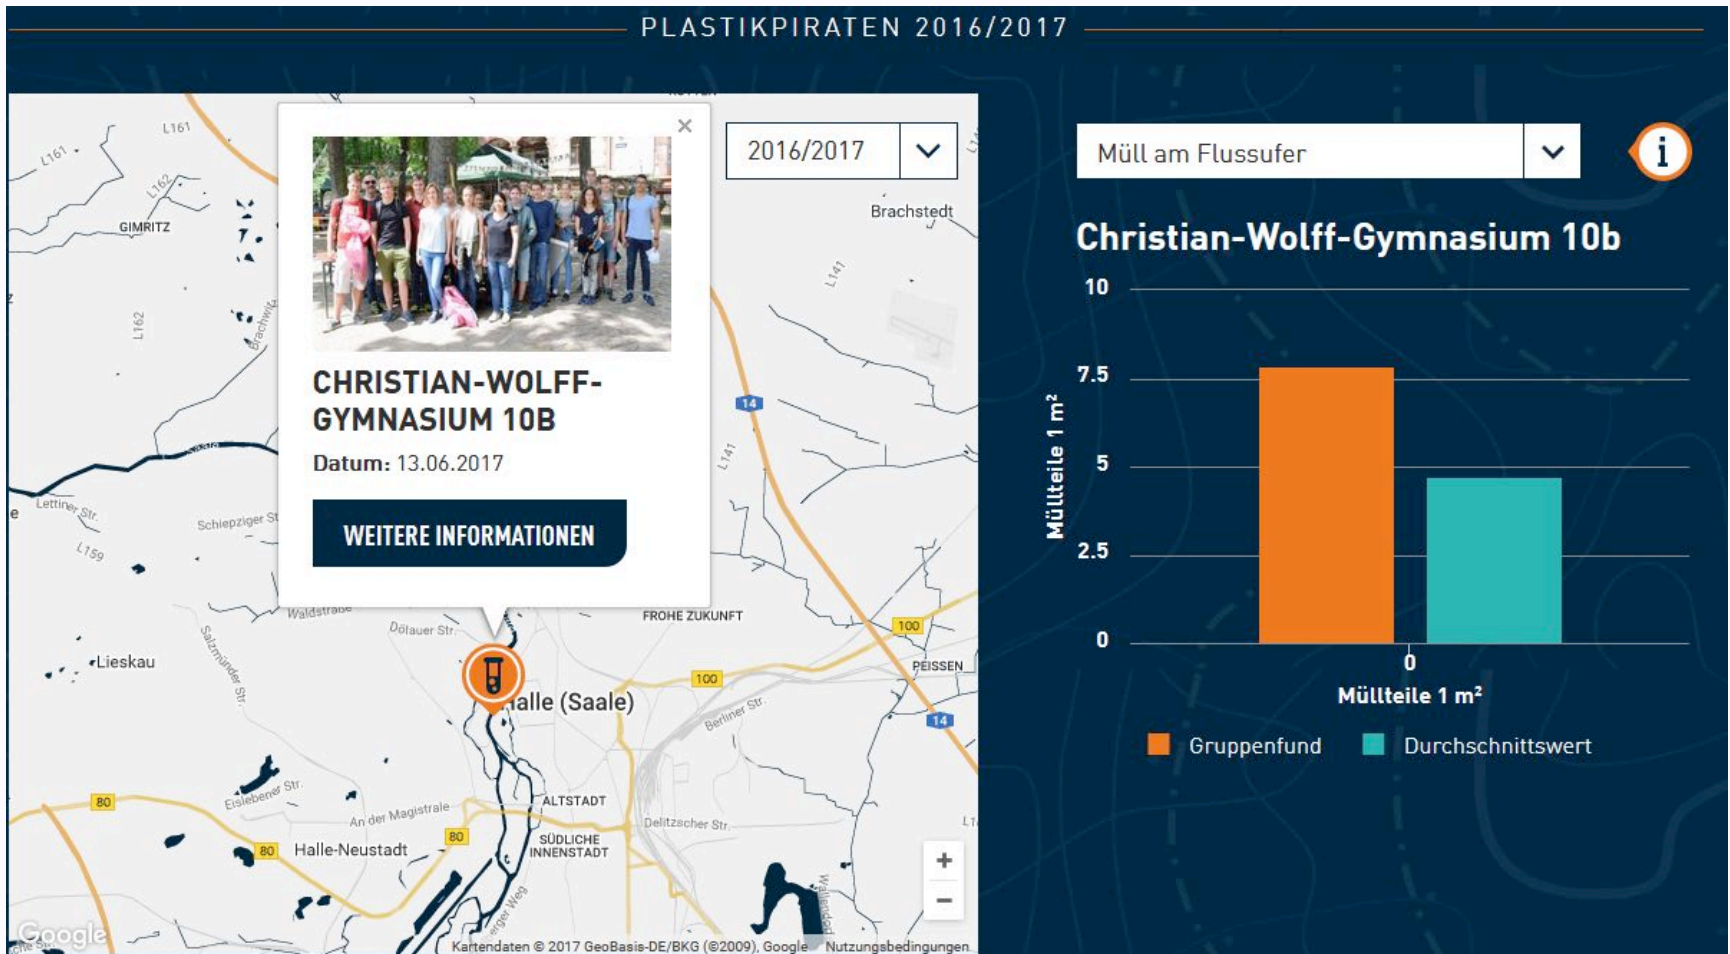 PLASTIKPIRATEN 2016/2017
L161
L161
L162
GIMRITZ
L162
Saale
Lettiner Str.
L159
Lieskau
Salzmünder Str.
Waldstraße
Dölauer Str.
×
CHRISTIAN-WOLFF-
GYMNASIUM 10B
Datum: 13.06.2017
WEITERE INFORMATIONEN
2016/2017
Brachstedt
L141
14
L141
FROHE ZUKUNFT
100
PEISSEN
100
Halle (Saale)
Berliner Str.
14
80
Eislebener Str.
An der Magistrale
ALTSTADT
Delitzscher Str.
80
SÜDLICHE
INNENSTADT
80
Halle-Neustadt
+
−
Google
Kartendaten © 2017 GeoBasis-DE/BKG (©2009), Google
Nutzungsbedingungen
Müll am Flussufer
i
Christian-Wolff-Gymnasium 10b
10
7.5
5
2.5
0
Müllteile 1 m²
0
Müllteile 1 m²
Gruppenfund
Durchschnittswert